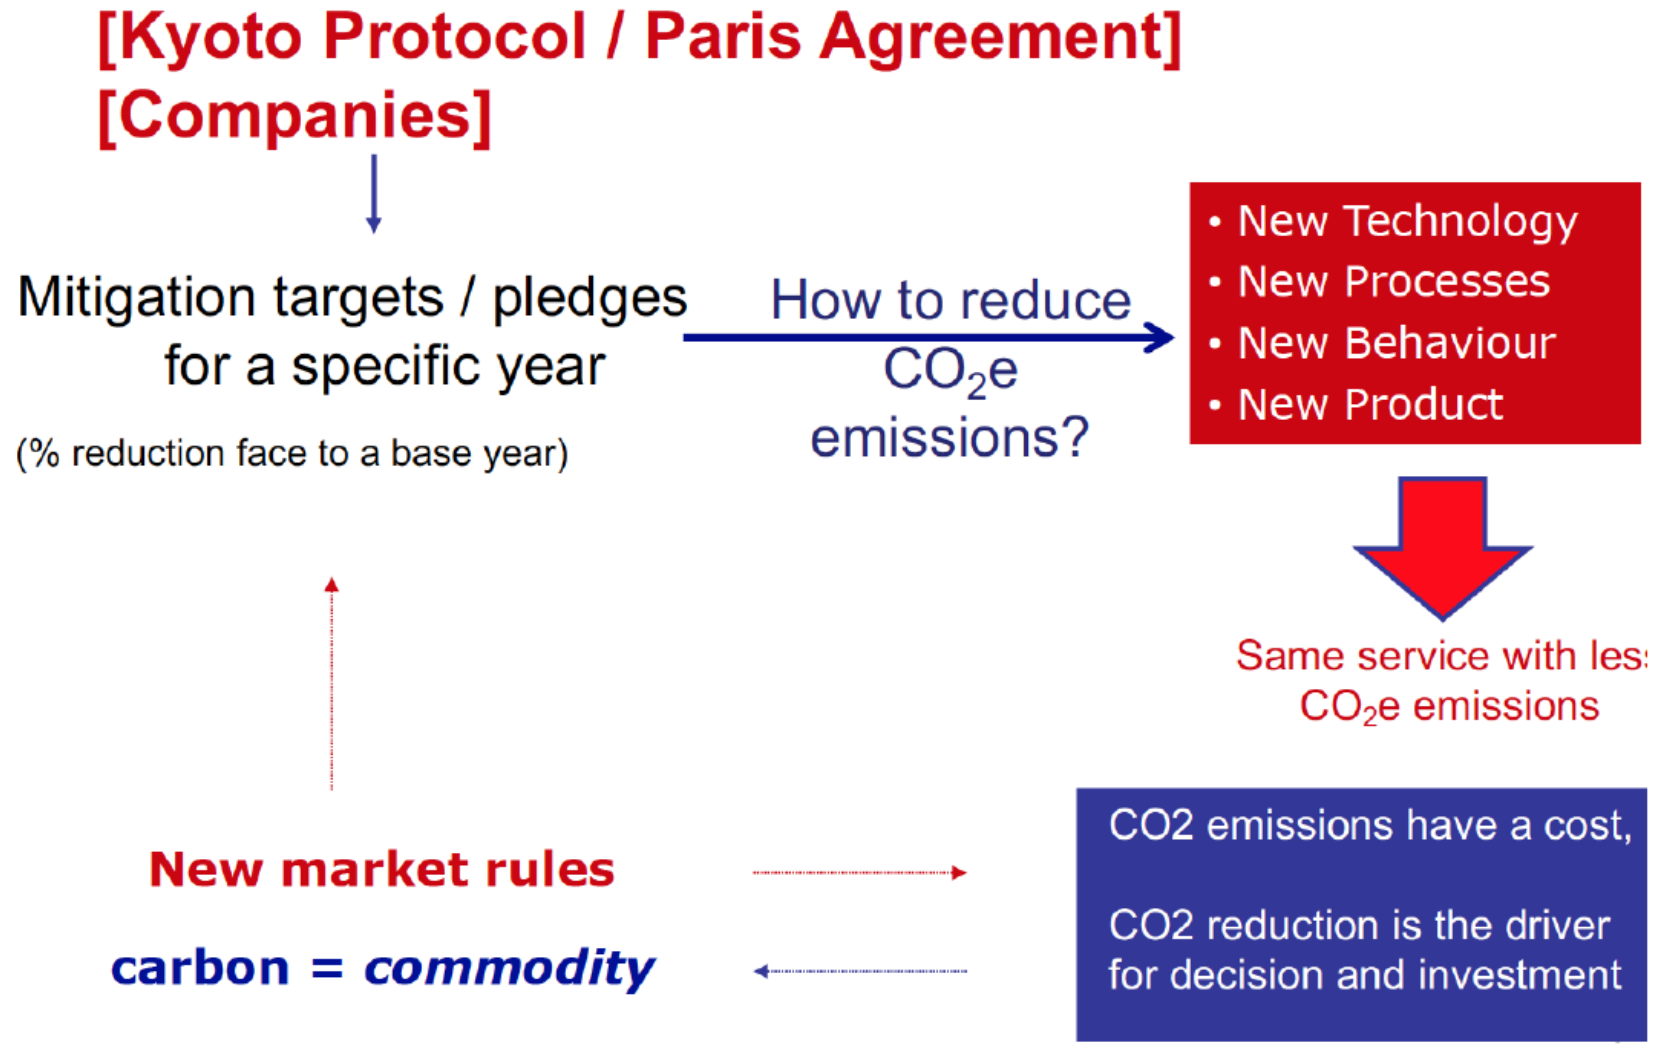 [Kyoto Protocol / Paris Agreement]
[Companies]
Mitigation targets / pledges
for a specific year
(% reduction face to a base year)
How to reduce
CO₂e
emissions?
• New Technology
• New Processes
• New Behaviour
• New Product
Same service with les
CO₂e emissions
New market rules
carbon = commodity
CO2 emissions have a cost,
CO2 reduction is the driver
for decision and investment